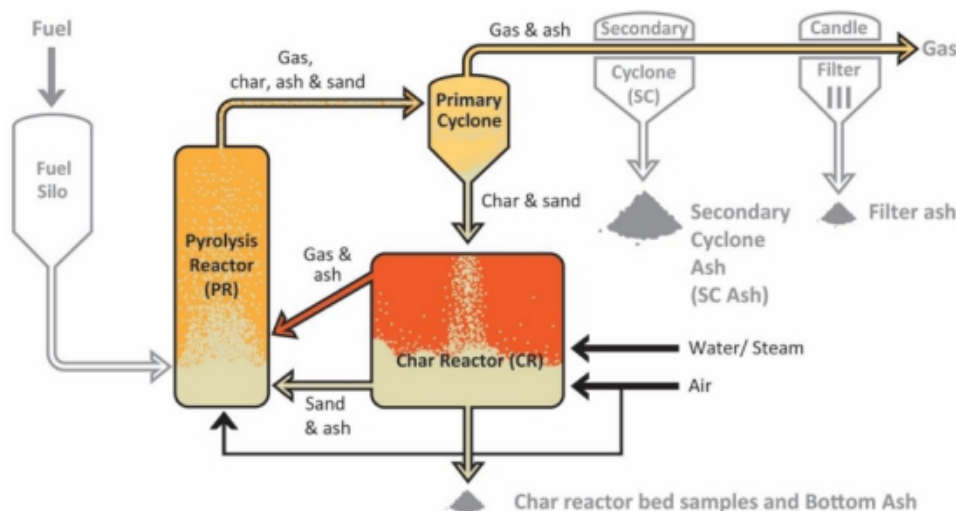 Fuel
Gas,
char, ash & sand
Gas & ash
Secondary
Cyclone
(SC)
Candle
Filter
Gas
Primary
Cyclone
Fuel
Silo
Char & sand
Secondary
Cyclone
Ash
(SC Ash)
Filter ash
Pyrolysis
Reactor
(PR)
Gas &
ash
Char Reactor (CR)
Water/ Steam
Air
Sand
& ash
Char reactor bed samples and Bottom Ash